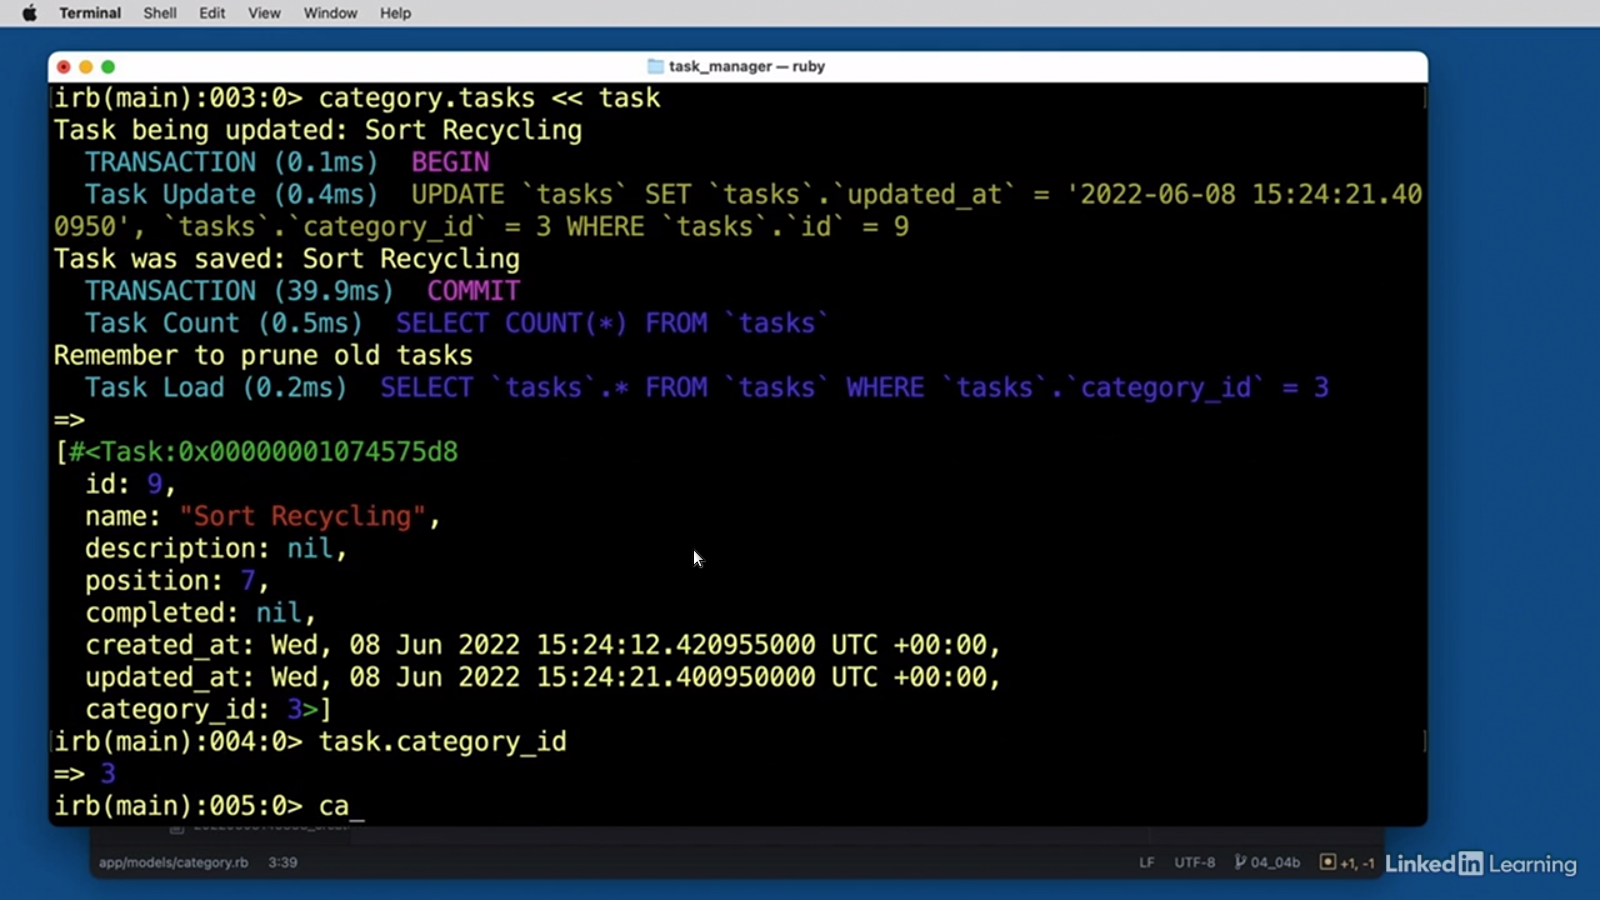 Terminal Shell Edit View Window Help
task_manager — ruby
irb(main):003:0> category.tasks << task
Task being updated: Sort Recycling
TRANSACTION (0.1ms) BEGIN
Task Update (0.4ms) UPDATE `tasks` SET `tasks`.`updated_at` = '2022-06-08 15:24:21.40
0950', `tasks`.`category_id` = 3 WHERE `tasks`.`id` = 9
Task was saved: Sort Recycling
TRANSACTION (39.9ms) COMMIT
Task Count (0.5ms) SELECT COUNT(*) FROM `tasks`
Remember to prune old tasks
Task Load (0.2ms) SELECT `tasks`.* FROM `tasks` WHERE `tasks`.`category_id` = 3
=>
[#<Task:0x00000001074575d8
id: 9,
name: "Sort Recycling",
description: nil,
position: 7,
completed: nil,
created_at: Wed, 08 Jun 2022 15:24:12.420955000 UTC +00:00,
updated_at: Wed, 08 Jun 2022 15:24:21.400950000 UTC +00:00,
category_id: 3>]
irb(main):004:0> task.category_id
=> 3
irb(main):005:0> ca_
app/models/category.rb 3:39 LF UTF-8 04_04b +1, -1
LinkedIn Learning